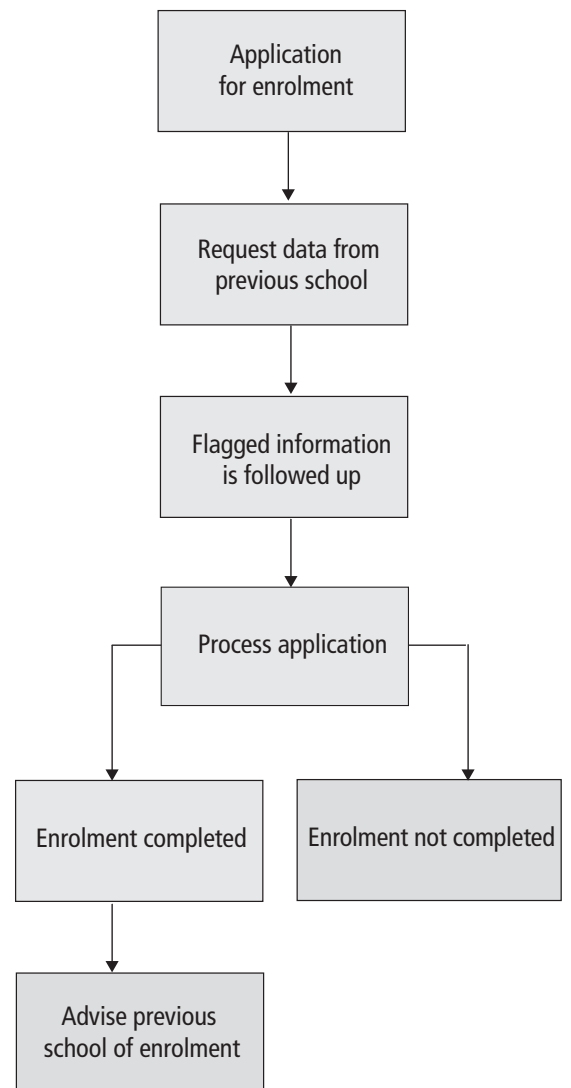 Application
for enrolment
Request data from
previous school
Flagged information
is followed up
Process application
Enrolment completed
Enrolment not completed
Advise previous
school of enrolment